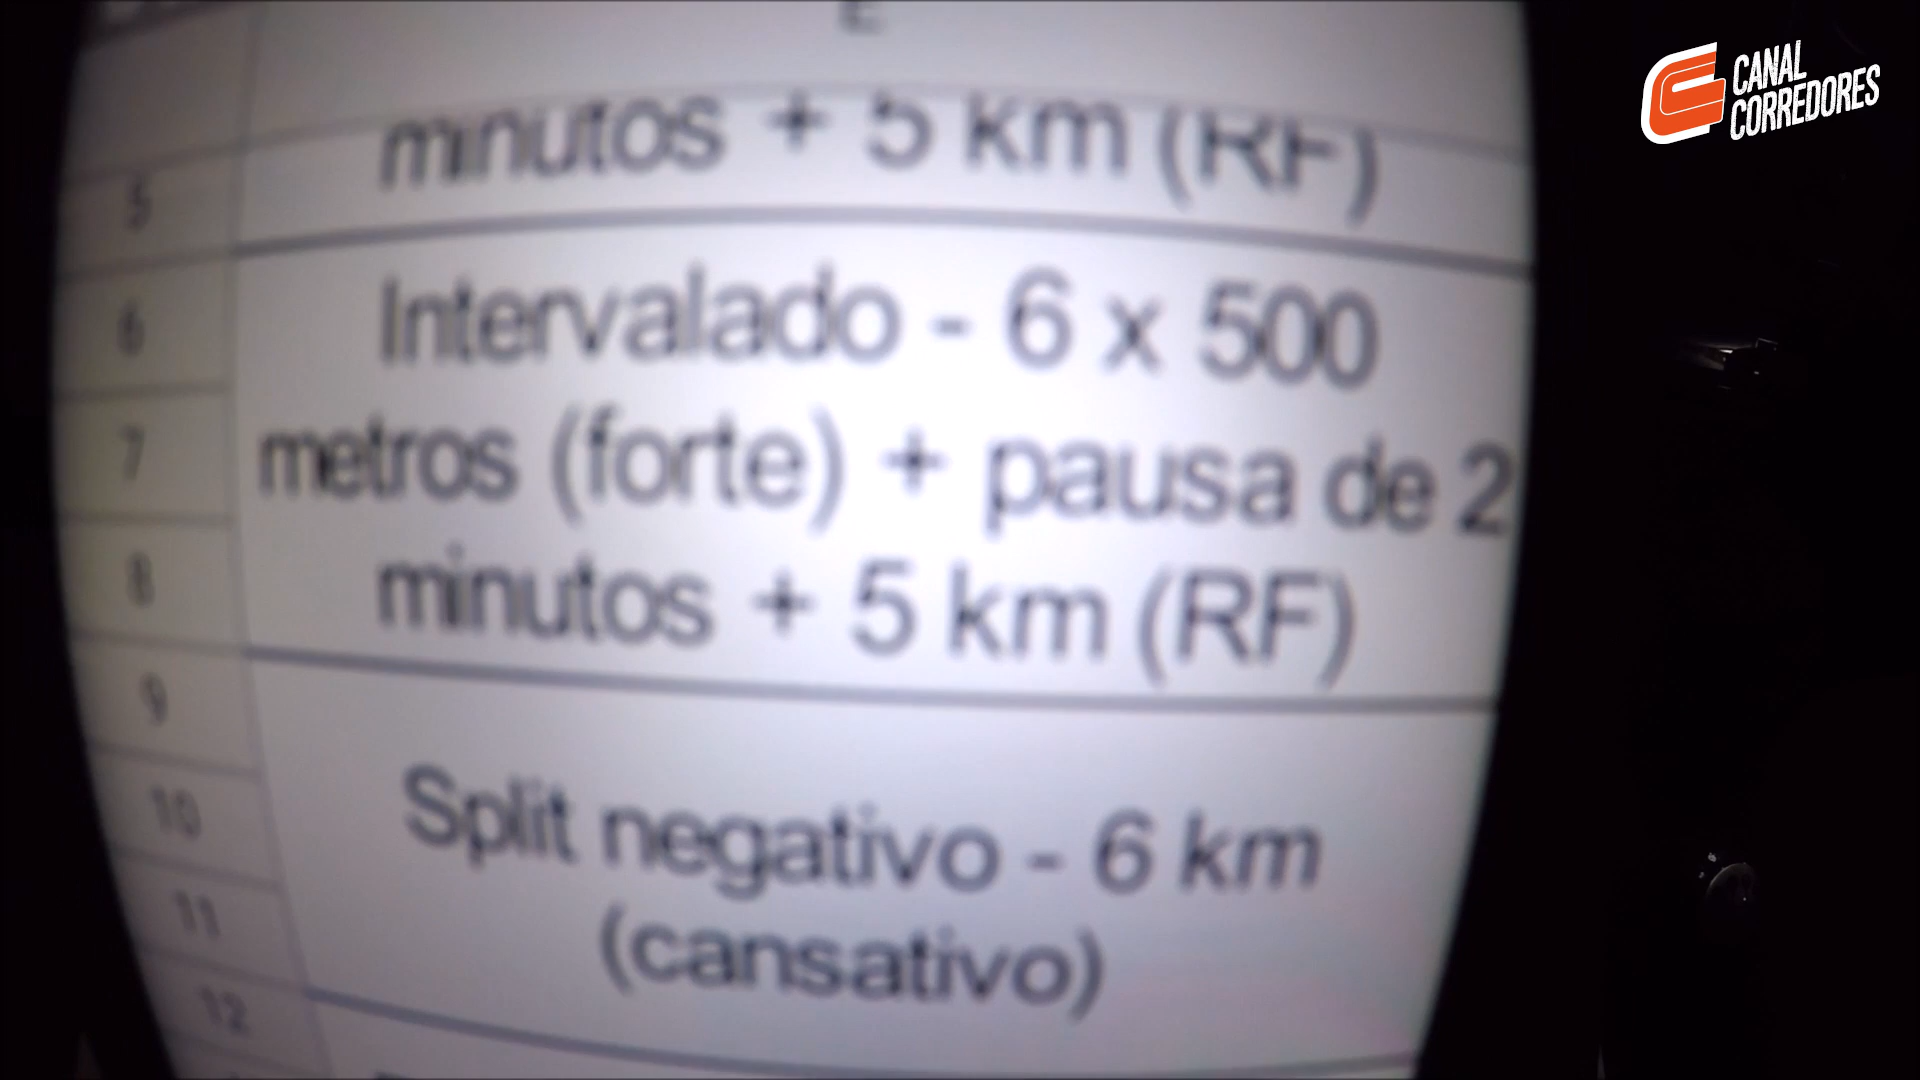 E
minutos + 5 km (RF)
5
Intervalado - 6 x 500
6
metros (forte) + pausa de 2
7
minutos + 5 km (RF)
8
9
Split negativo - 6 km
10
(cansativo)
11
12
CANAL
CORREDORES